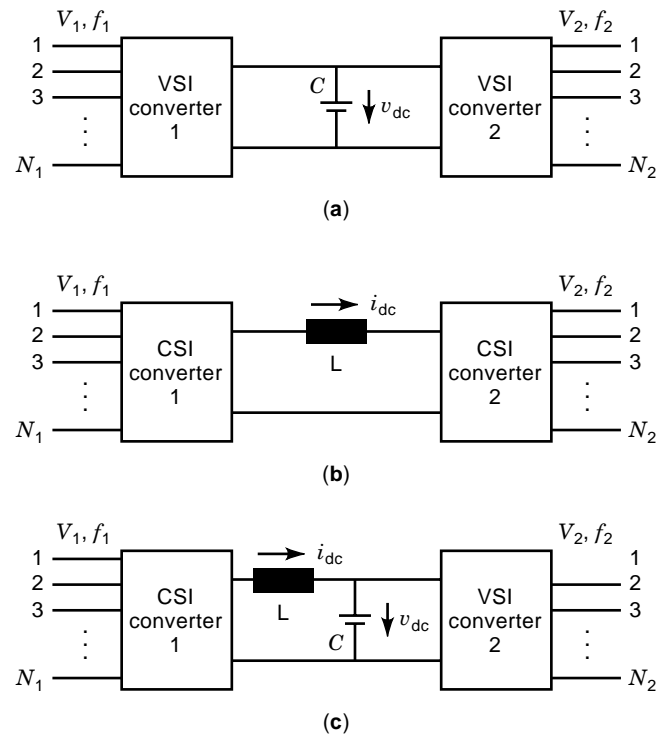 V1, f1
V2, f2
1
2
3
N1
VSI
converter
1
C
vdc
VSI
converter
2
1
2
3
N2
(a)
V1, f1
V2, f2
1
2
3
N1
CSI
converter
1
idc
L
CSI
converter
2
1
2
3
N2
(b)
V1, f1
V2, f2
1
2
3
N1
CSI
converter
1
idc
L
C
vdc
VSI
converter
2
1
2
3
N2
(c)